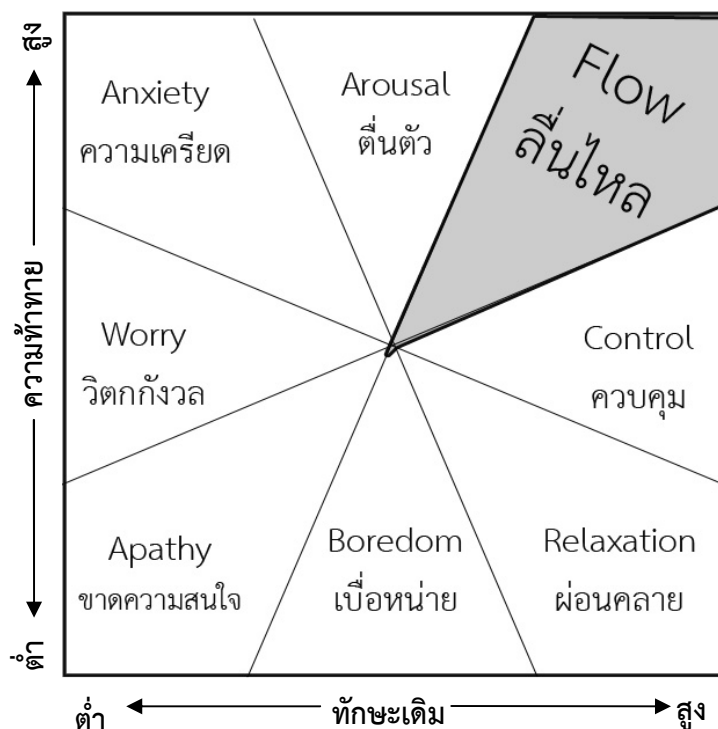 สูง
Anxiety
ความเครียด
Arousal
ตื่นตัว
Flow
ลื่นไหล
ความท้าทาย
Worry
วิตกกังวล
Control
ควบคุม
Apathy
ขาดความสนใจ
Boredom
เบื่อหน่าย
Relaxation
ผ่อนคลาย
ต่ำ
ต่ำ
ทักษะเดิม
สูง